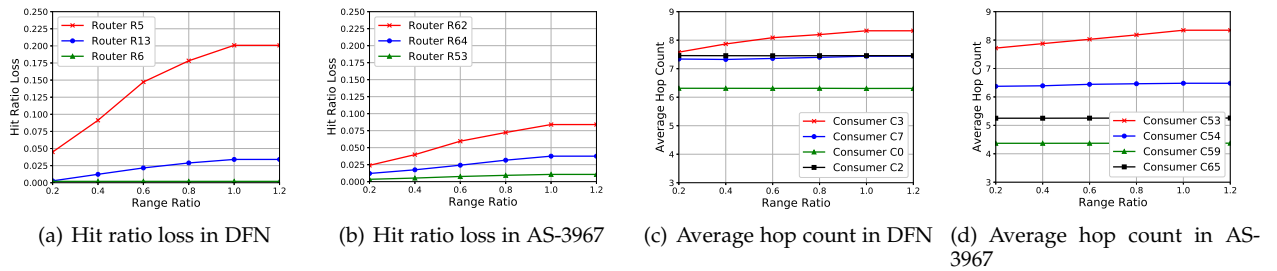 0.250
0.225
0.200
0.175
0.150
0.125
0.100
0.075
0.050
0.025
0.000
Hit Ratio Loss
Router R5
Router R13
Router R6
0.2 0.4 0.6 0.8 1.0 1.2
Range Ratio
(a) Hit ratio loss in DFN
0.250
0.225
0.200
0.175
0.150
0.125
0.100
0.075
0.050
0.025
0.000
Hit Ratio Loss
Router R62
Router R64
Router R53
0.2 0.4 0.6 0.8 1.0 1.2
Range Ratio
(b) Hit ratio loss in AS-3967
9
8
7
6
5
4
3
Average Hop Count
Consumer C3
Consumer C7
Consumer C0
Consumer C2
0.2 0.4 0.6 0.8 1.0 1.2
Range Ratio
(c) Average hop count in DFN
9
8
7
6
5
4
3
Average Hop Count
Consumer C53
Consumer C54
Consumer C59
Consumer C65
0.2 0.4 0.6 0.8 1.0 1.2
Range Ratio
(d) Average hop count in AS-
3967